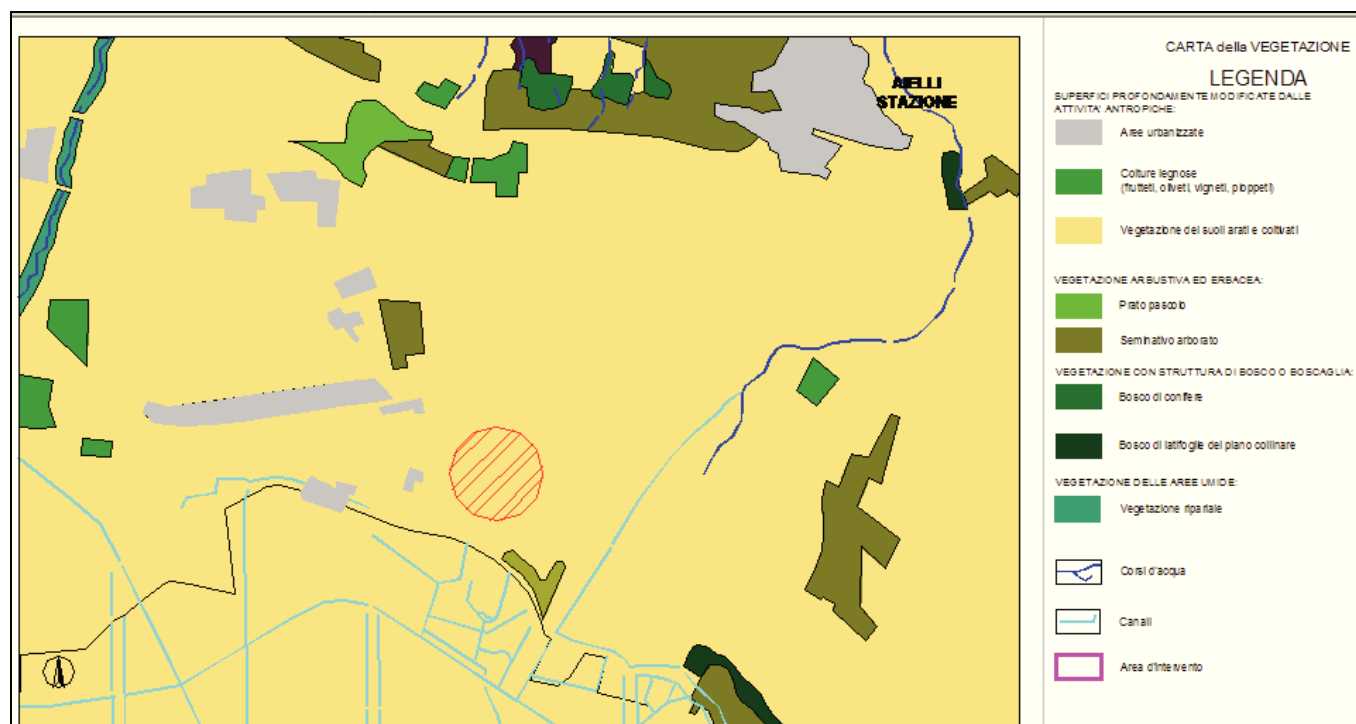 AIELLI
STAZIONE
CARTA della VEGETAZIONE
LEGENDA
SUPERFICI PROFONDAMENTE MODIFICATE DALLE
ATTIVITA' ANTROPICHE:
Aree urbanizzate
Colture legnose
(frutteti, oliveti, vigneti, pioppeti)
Vegetazione dei suoli arati e coltivati
VEGETAZIONE ARBUSTIVA ED ERBACEA:
Prato pascolo
Seminativo arborato
VEGETAZIONE CON STRUTTURA DI BOSCO O BOSCAGLIA:
Bosco di conifere
Bosco di latifoglie del piano collinare
VEGETAZIONE DELLE AREE UMIDE:
Vegetazione ripariale
Corsi d'acqua
Canali
Area d'intervento